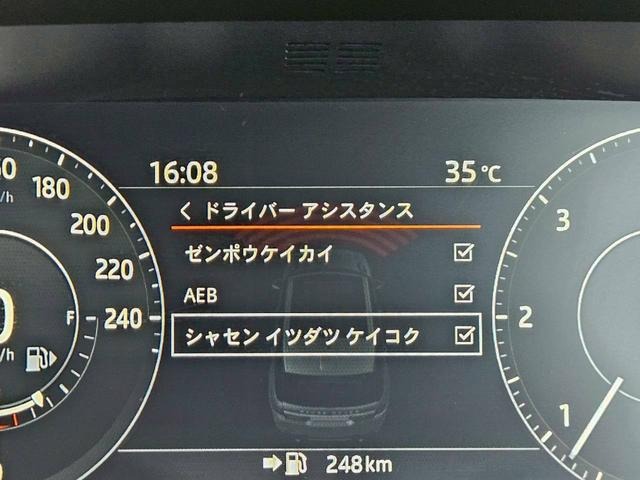 16:08 35℃
く ドライバー アシスタンス
ゼンポウケイカイ
AEB
シャセン イツダツ ケイコク
180
200
220
240
F
/h
3
2
1
RANGE ROVER
248km